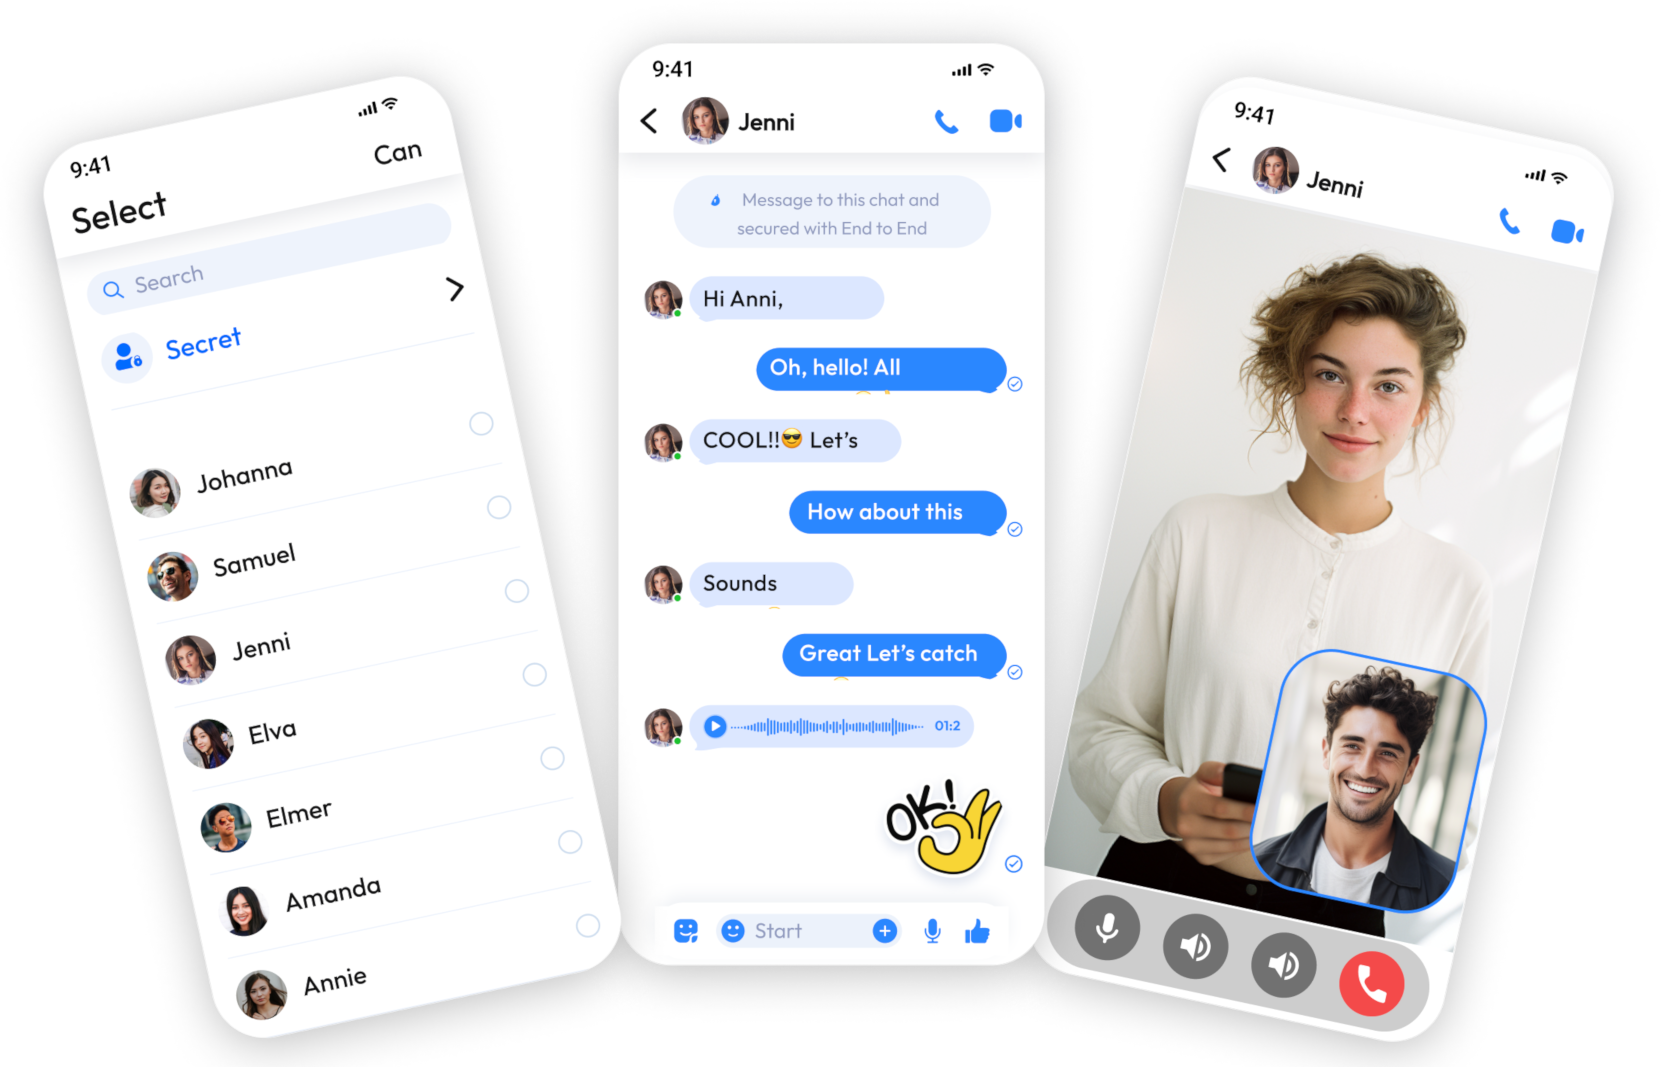 9:41
Can
Select
Search
Secret
Johanna
Samuel
Jenni
Elva
Elmer
Amanda
Annie
9:41
Jenni
Message to this chat and
secured with End to End
Hi Anni,
Oh, hello! All
COOL!!😎 Let's
How about this
Sounds
Great Let's catch
01:2
OK!
Start
9:41
Jenni